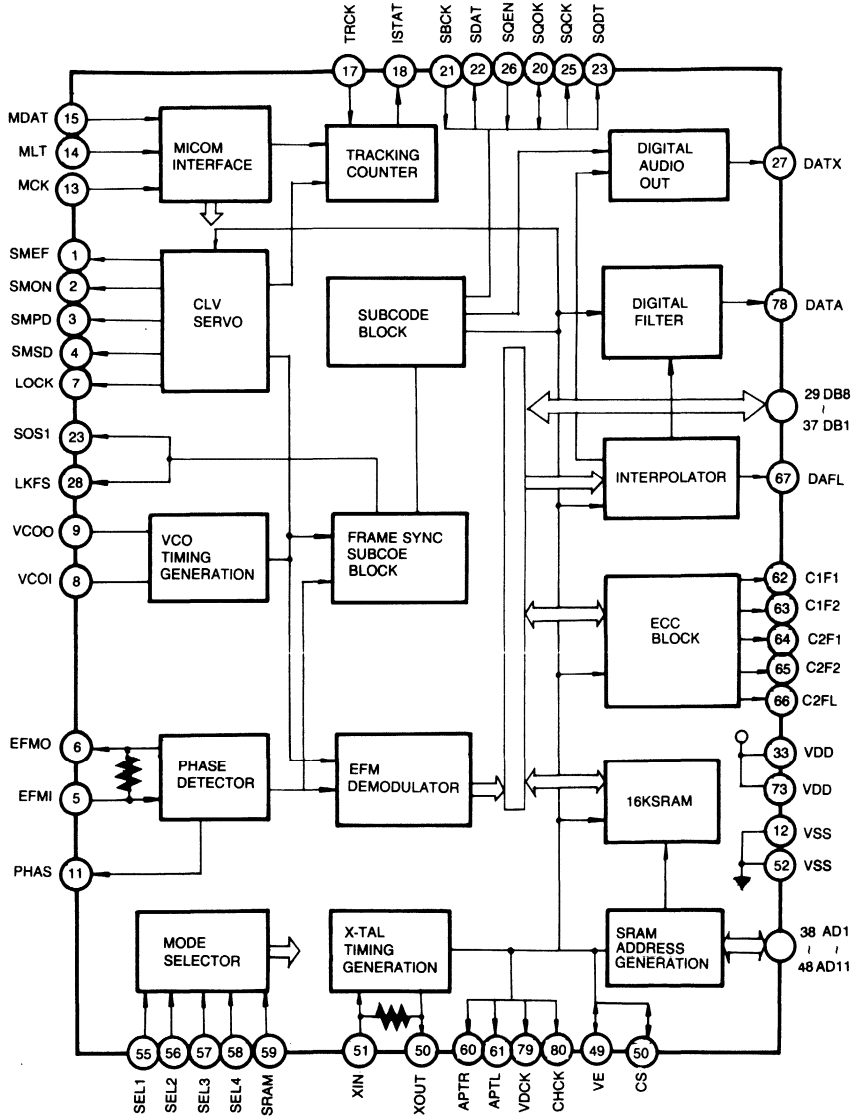 TRCK
ISTAT
SBCK
SDAT
SQEN
SQOK
SQCK
SQDT
17
18
21
22
26
20
25
23
MDAT 15
MLT 14
MCK 13
MICOM
INTERFACE
TRACKING
COUNTER
DIGITAL
AUDIO
OUT
27 DATX
SMEF 1
SMON 2
SMPD 3
SMSD 4
LOCK 7
CLV
SERVO
SUBCODE
BLOCK
DIGITAL
FILTER
78 DATA
29 DB8
~
37 DB1
SOS1 23
LKFS 28
INTERPOLATOR
67 DAFL
VCOO 9
VCOI 8
VCO
TIMING
GENERATION
FRAME SYNC
SUBCOE
BLOCK
ECC
BLOCK
62 C1F1
63 C1F2
64 C2F1
65 C2F2
66 C2FL
EFMO 6
EFMI 5
PHAS 11
PHASE
DETECTOR
EFM
DEMODULATOR
16KSRAM
33 VDD
73 VDD
12 VSS
52 VSS
MODE
SELECTOR
X-TAL
TIMING
GENERATION
SRAM
ADDRESS
GENERATION
38 AD1
~ ~
48 AD11
55
56
57
58
59
51
50
60
61
79
80
49
50
SEL1
SEL2
SEL3
SEL4
SRAM
XIN
XOUT
APTR
APTL
VDCK
CHCK
VE
CS